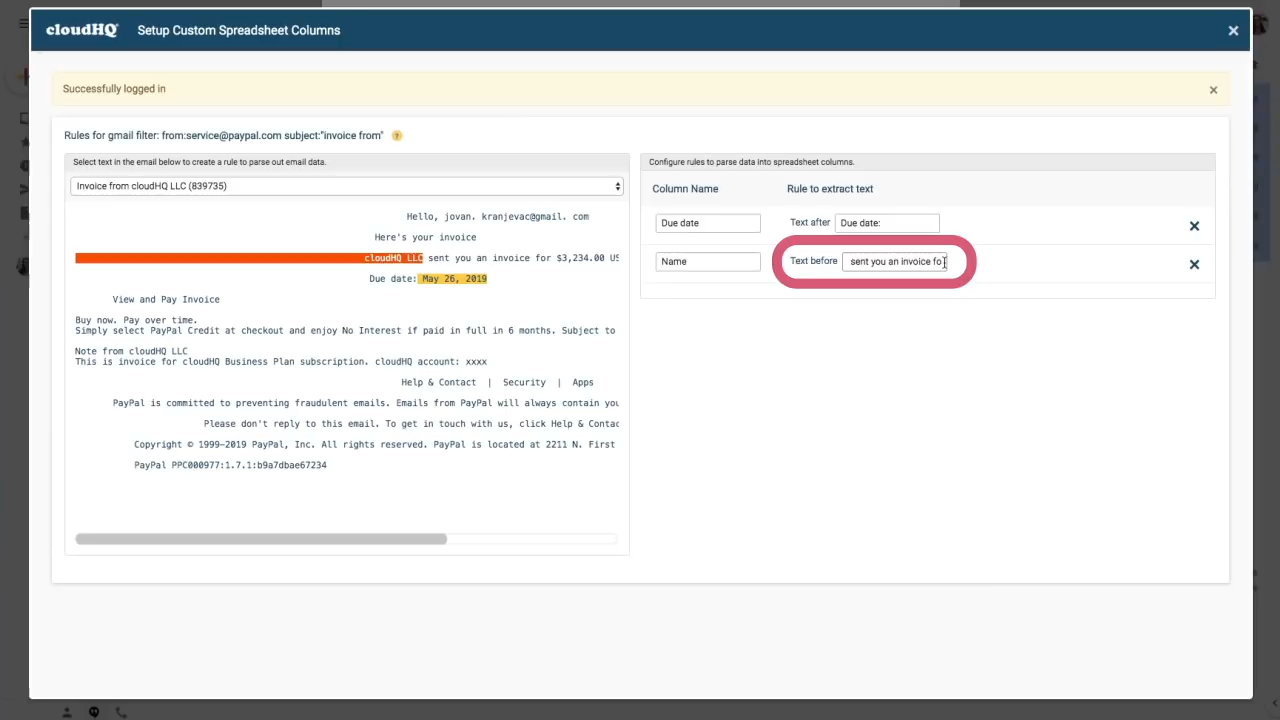 cloudHQ Setup Custom Spreadsheet Columns
Successfully logged in
Rules for gmail filter: from:service@paypal.com subject:"invoice from" ?
Select text in the email below to create a rule to parse out email data.
Invoice from cloudHQ LLC (839735)
Hello, jovan. kranjevac@gmail. com
Here's your invoice
cloudHQ LLC sent you an invoice for $3,234.00 US
Due date: May 26, 2019
View and Pay Invoice
Buy now. Pay over time.
Simply select PayPal Credit at checkout and enjoy No Interest if paid in full in 6 months. Subject to
Note from cloudHQ LLC
This is invoice for cloudHQ Business Plan subscription. cloudHQ account: xxxx
Help & Contact | Security | Apps
PayPal is committed to preventing fraudulent emails. Emails from PayPal will always contain you
Please don't reply to this email. To get in touch with us, click Help & Contac
Copyright © 1999-2019 PayPal, Inc. All rights reserved. PayPal is located at 2211 N. First
PayPal PPC000977:1.7.1:b9a7dbae67234
Configure rules to parse data into spreadsheet columns.
Column Name Rule to extract text
Due date Text after Due date:
Name Text before sent you an invoice fo